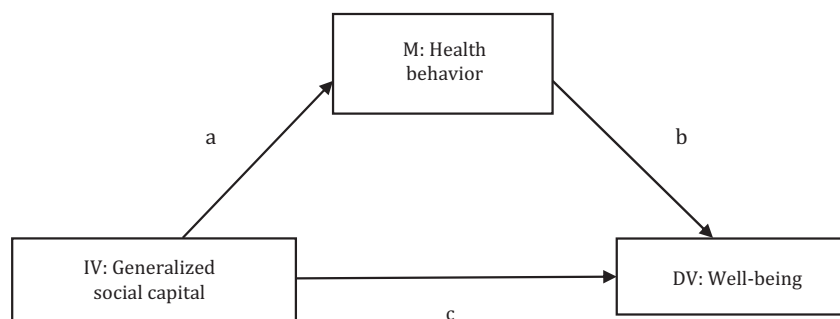 M: Health
behavior
a
b
IV: Generalized
social capital
DV: Well-being
c